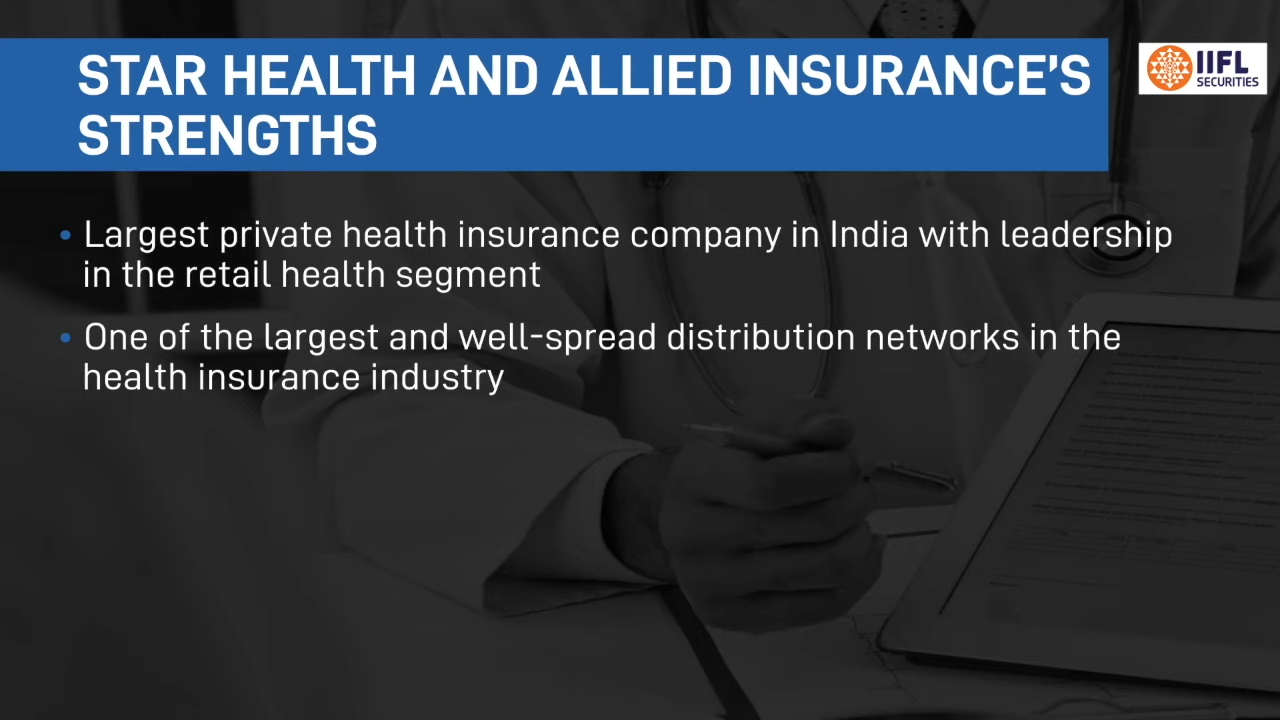 STAR HEALTH AND ALLIED INSURANCE'S
STRENGTHS
IIFL
SECURITIES
• Largest private health insurance company in India with leadership
in the retail health segment
• One of the largest and well-spread distribution networks in the
health insurance industry